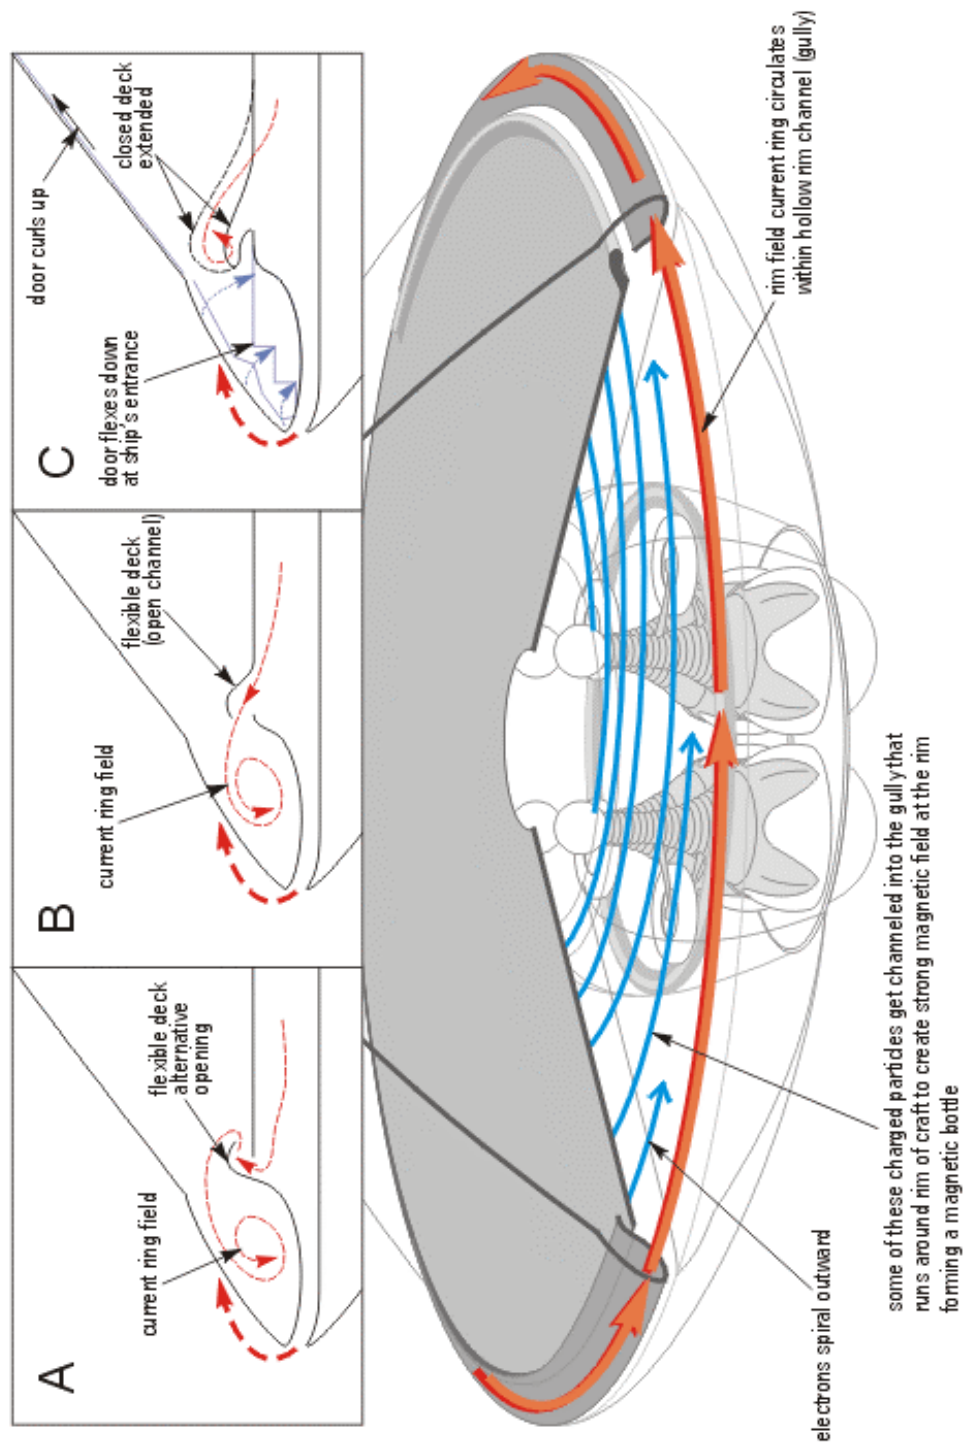 A
current ring field
flexible deck
alternative
opening
B
current ring field
flexible deck
(open channel)
C
door flexes down
at ship's entrance
door curls up
closed deck
extended
electrons spiral outward
some of these charged particles get channeled into the gully that
runs around rim of craft to create strong magnetic field at the rim
forming a magnetic bottle
rim field current ring circulates
within hollow rim channel (gully)